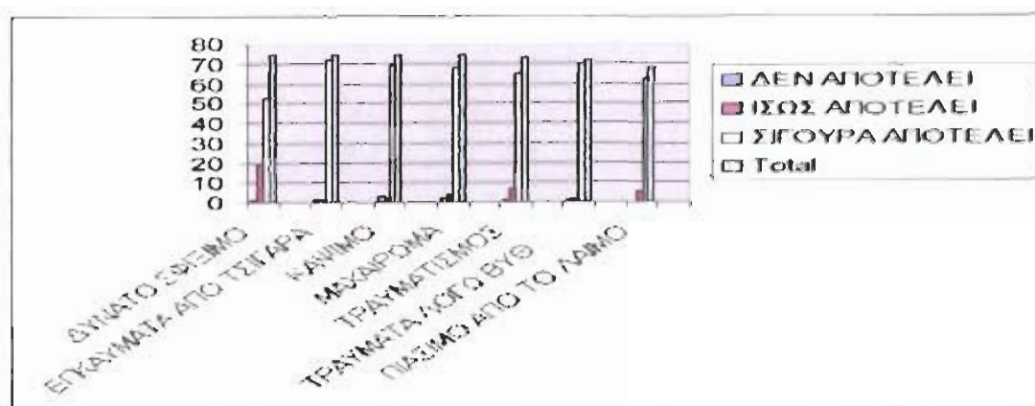 80
70
60
50
40
30
20
10
0
ΔΕΝ ΑΠΟΤΕΛΕΙ
ΙΣΩΣ ΑΠΟΤΕΛΕΙ
ΣΙΓΟΥΡΑ ΑΠΟΤΕΛΕΙ
Total
ΔΥΝΑΤΟ ΣΦΙΞΙΜΟ
ΕΓΚΑΥΜΑΤΑ ΑΠΟ ΤΣΙΓΑΡΑ
ΚΑΨΙΜΟ
ΜΑΧΑΙΡΩΜΑ
ΤΡΑΥΜΑΤΙΣΜΟΣ
ΤΡΑΥΜΑΤΑ ΛΟΓΩ ΒΥΘ
ΠΙΑΣΙΜΟ ΑΠΟ ΤΟ ΛΑΙΜΟ